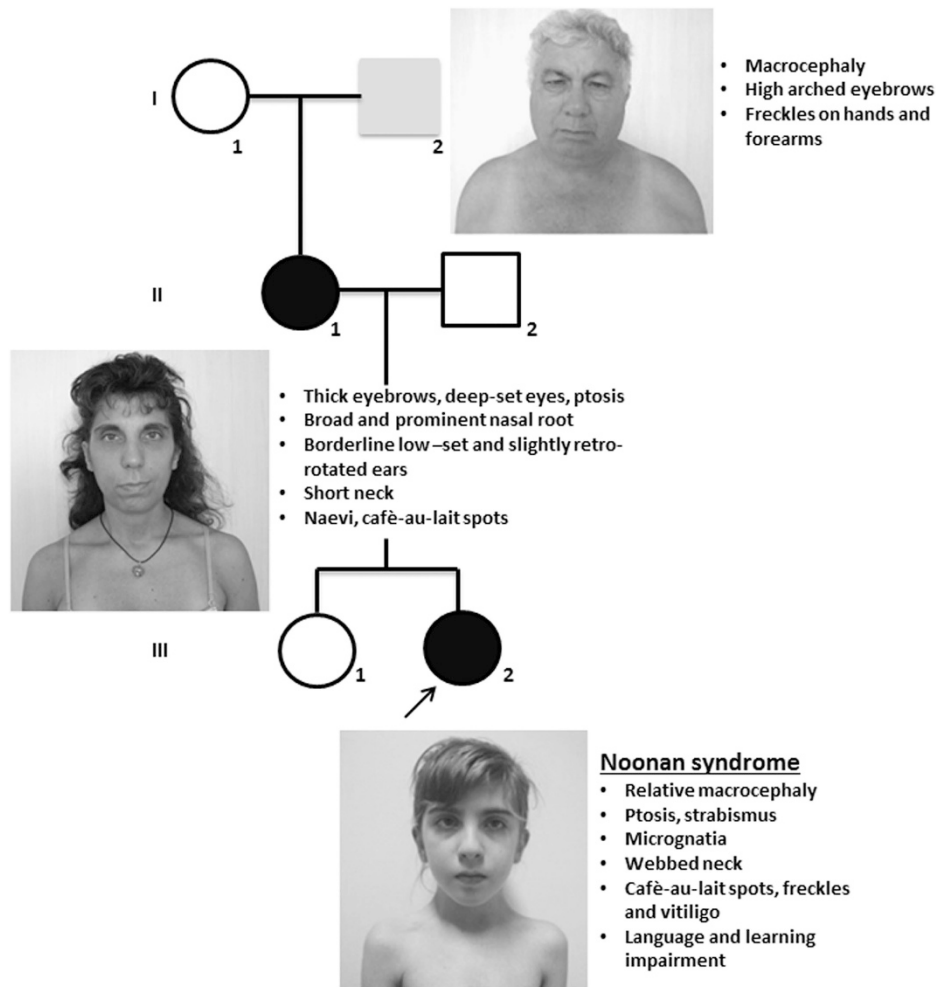 I
1
2
• Macrocephaly
• High arched eyebrows
• Freckles on hands and
forearms
II
1
2
• Thick eyebrows, deep-set eyes, ptosis
• Broad and prominent nasal root
• Borderline low –set and slightly retro-
rotated ears
• Short neck
• Naevi, cafè-au-lait spots
III
1
2
Noonan syndrome
• Relative macrocephaly
• Ptosis, strabismus
• Micrognatia
• Webbed neck
• Cafè-au-lait spots, freckles
and vitiligo
• Language and learning
impairment